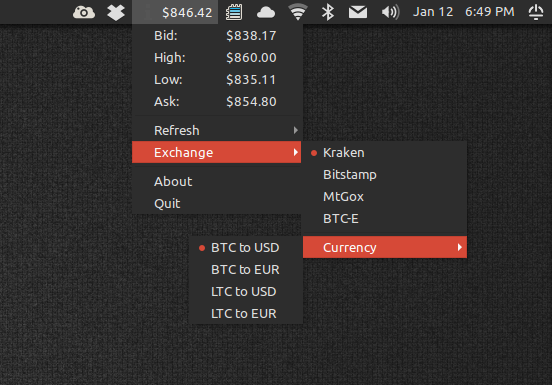 $846.42 Jan 12 6:49 PM
Bid: $838.17
High: $860.00
Low: $835.11
Ask: $854.80
Refresh
Exchange
About
Quit
Kraken
Bitstamp
MtGox
BTC-E
Currency
BTC to USD
BTC to EUR
LTC to USD
LTC to EUR